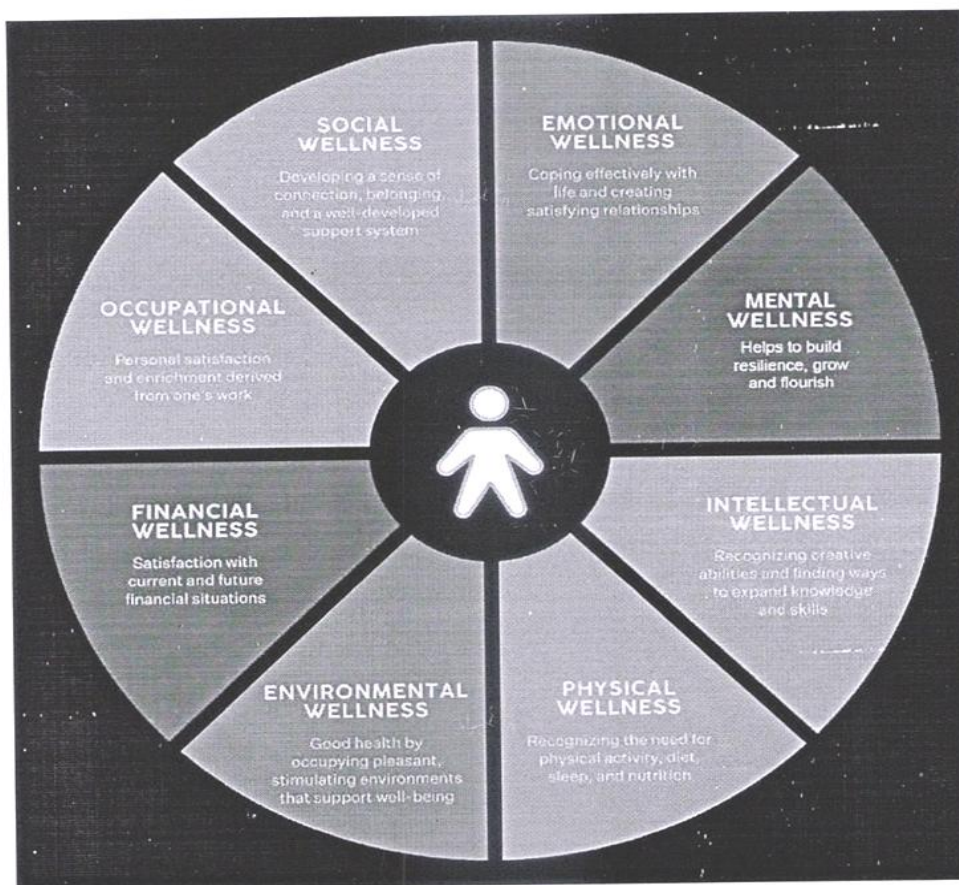 SOCIAL
WELLNESS
Developing a sense of
connection, belonging,
and a well-developed
support system
EMOTIONAL
WELLNESS
Coping effectively with
life and creating
satisfying relationships
MENTAL
WELLNESS
Helps to build
resilience, grow
and flourish
INTELLECTUAL
WELLNESS
Recognizing creative
abilities and finding ways
to expand knowledge
and skills
PHYSICAL
WELLNESS
Recognizing the need for
physical activity, diet,
sleep, and nutrition
ENVIRONMENTAL
WELLNESS
Good health by
occupying pleasant,
stimulating environments
that support well-being
FINANCIAL
WELLNESS
Satisfaction with
current and future
financial situations
OCCUPATIONAL
WELLNESS
Personal satisfaction
and enrichment derived
from one's work